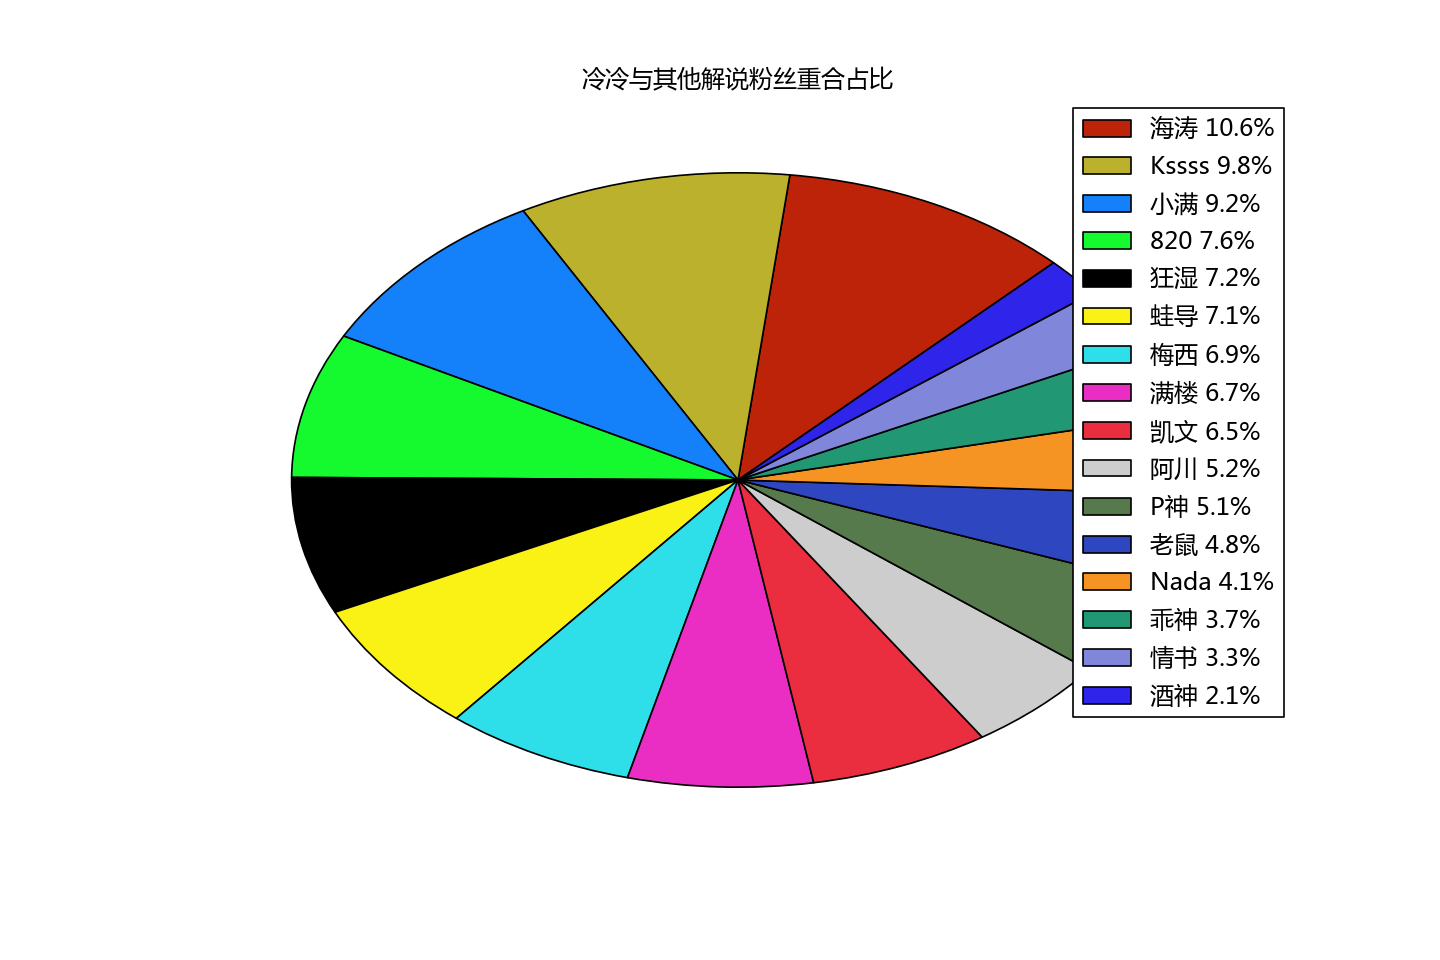 冷冷与其他解说粉丝重合占比
海涛 10.6%
Kssss 9.8%
小满 9.2%
820 7.6%
狂湿 7.2%
蛙导 7.1%
梅西 6.9%
满楼 6.7%
凯文 6.5%
阿川 5.2%
P神 5.1%
老鼠 4.8%
Nada 4.1%
乖神 3.7%
情书 3.3%
酒神 2.1%